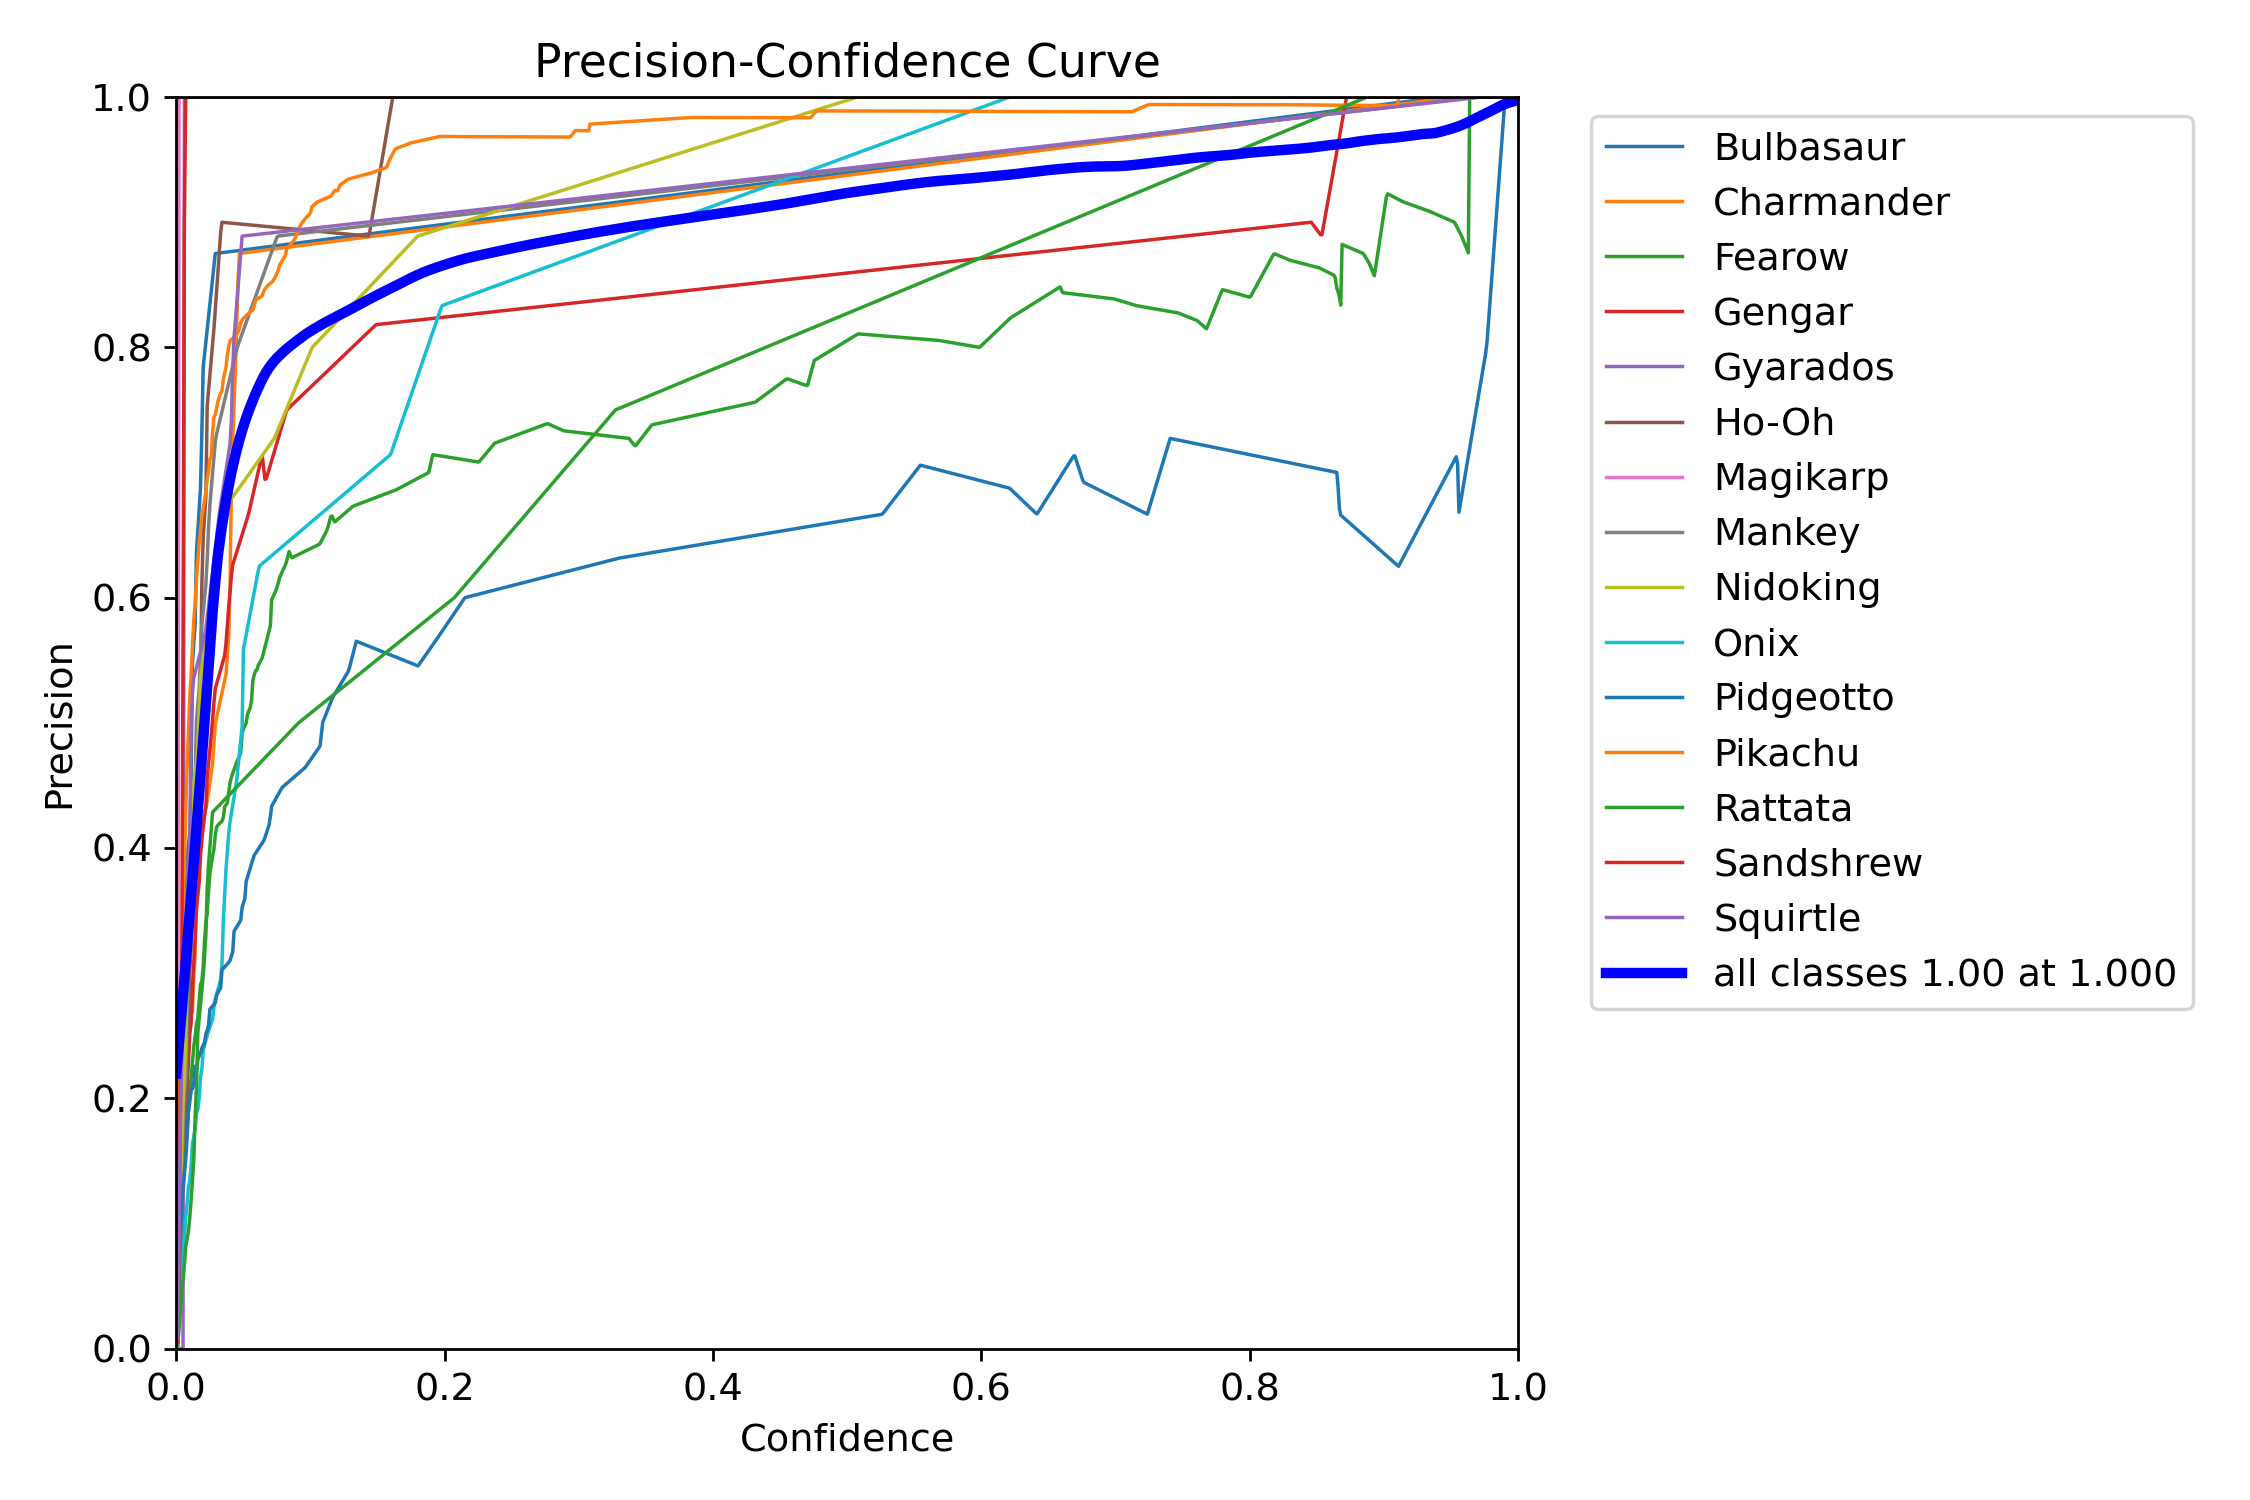 Precision-Confidence Curve
1.0
0.8
0.6
0.4
0.2
0.0
Precision
0.0 0.2 0.4 0.6 0.8 1.0
Confidence
Bulbasaur
Charmander
Fearow
Gengar
Gyarados
Ho-Oh
Magikarp
Mankey
Nidoking
Onix
Pidgeotto
Pikachu
Rattata
Sandshrew
Squirtle
all classes 1.00 at 1.000